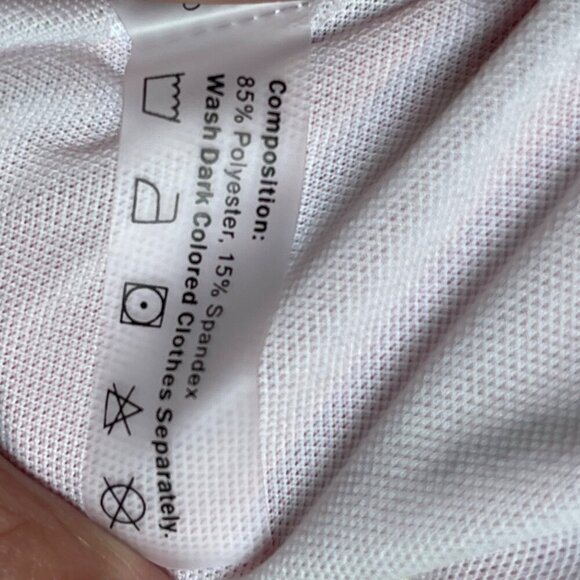 Composition:
85% Polyester, 15% Spandex
Wash Dark Colored Clothes Separately.